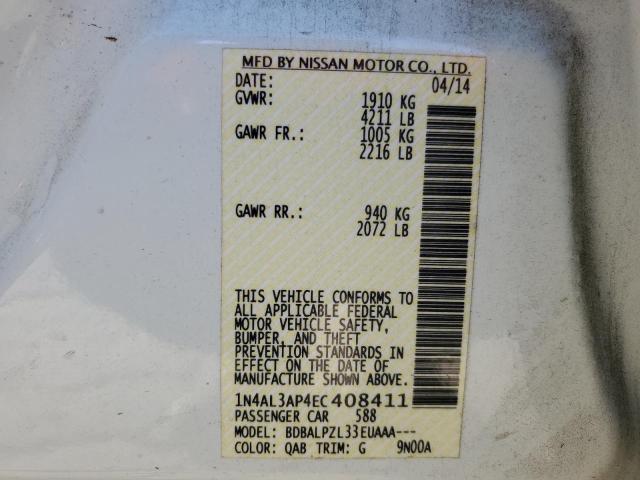 MFD BY NISSAN MOTOR CO., LTD.
DATE: 04/14
GVWR: 1910 KG
4211 LB
GAWR FR.: 1005 KG
2216 LB
GAWR RR.: 940 KG
2072 LB
THIS VEHICLE CONFORMS TO
ALL APPLICABLE FEDERAL
MOTOR VEHICLE SAFETY,
BUMPER, AND THEFT
PREVENTION STANDARDS IN
EFFECT ON THE DATE OF
MANUFACTURE SHOWN ABOVE.
1N4AL3AP4EC408411
PASSENGER CAR 588
MODEL: BDBALPZL33EUAAA---
COLOR: QAB TRIM: G 9N00A